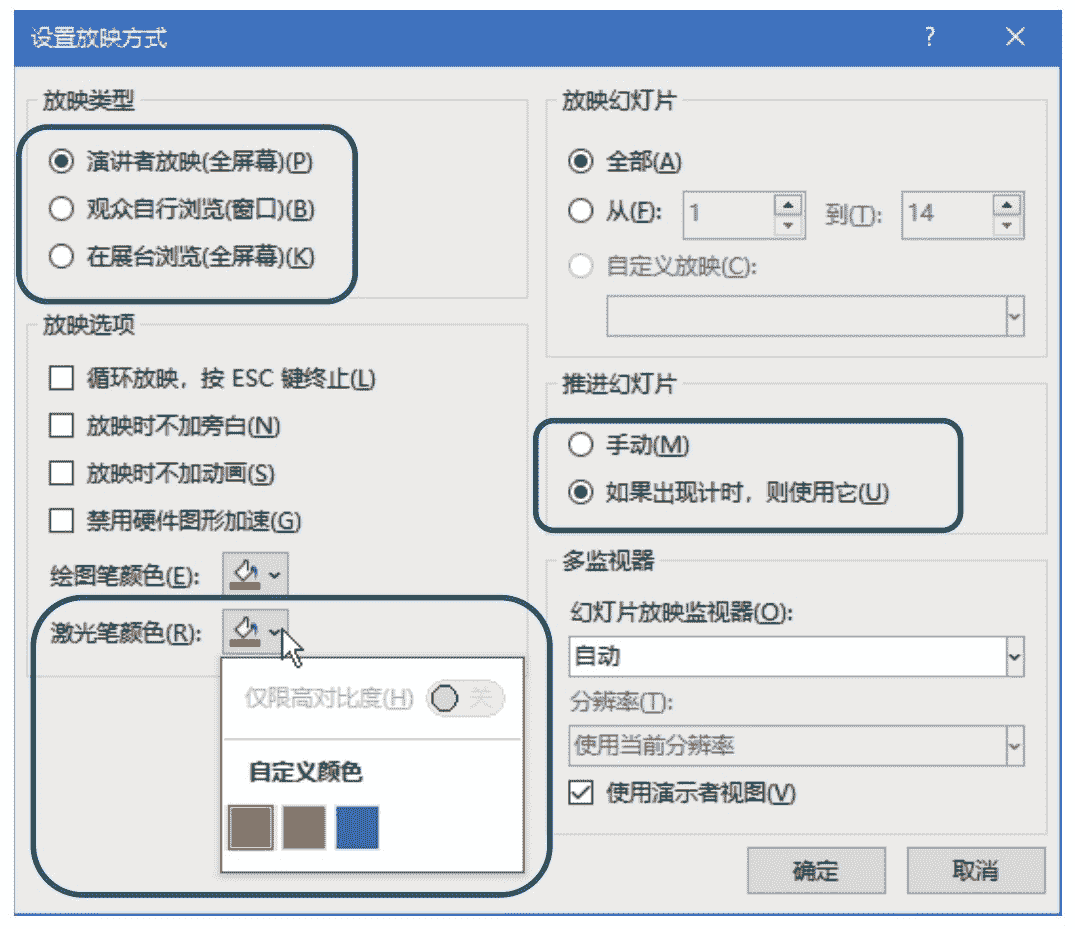 设置放映方式
?
放映类型
演讲者放映(全屏幕)(P)
观众自行浏览(窗口)(B)
在展台浏览(全屏幕)(K)
放映选项
循环放映，按 ESC 键终止(L)
放映时不加旁白(N)
放映时不加动画(S)
禁用硬件图形加速(G)
绘图笔颜色(E):
激光笔颜色(R):
仅限高对比度(H) 关
自定义颜色
放映幻灯片
全部(A)
从(F): 1 到(T): 14
自定义放映(C):
推进幻灯片
手动(M)
如果出现计时，则使用它(U)
多监视器
幻灯片放映监视器(O):
自动
分辨率(T):
使用当前分辨率
使用演示者视图(V)
确定 取消